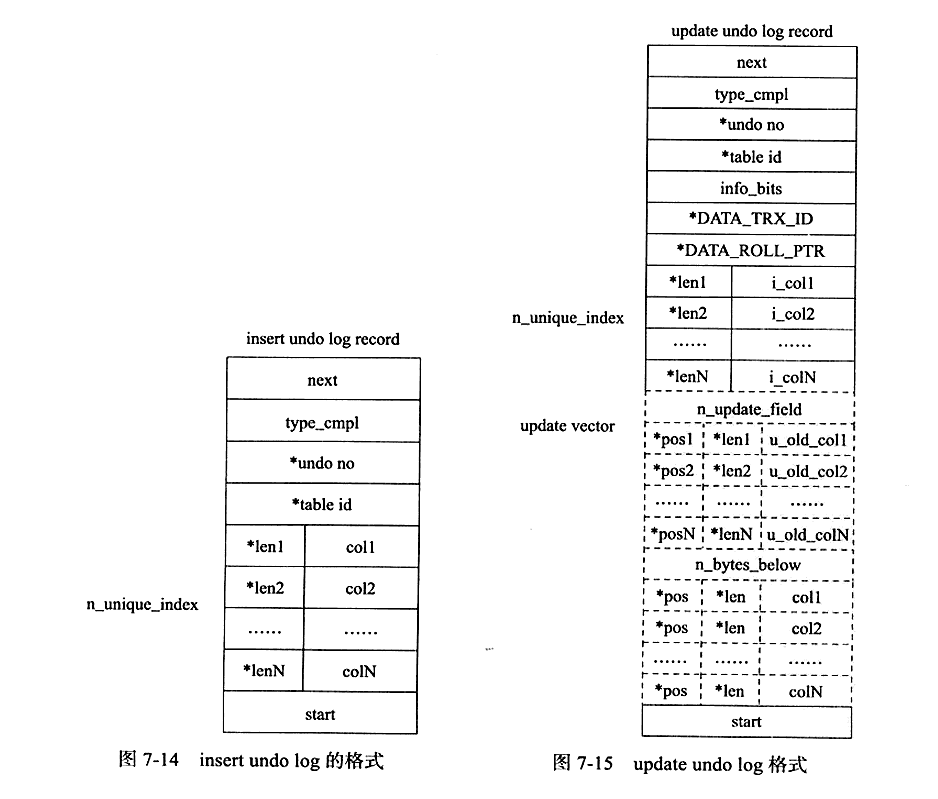 insert undo log record
next
type_cmpl
*undo no
*table id
*len1 col1
*len2 col2
n_unique_index
...... ......
*lenN colN
start
图 7-14 insert undo log 的格式
update undo log record
next
type_cmpl
*undo no
*table id
info_bits
*DATA_TRX_ID
*DATA_ROLL_PTR
*len1 i_col1
*len2 i_col2
n_unique_index
...... ......
*lenN i_colN
n_update_field
update vector
*pos1 *len1 u_old_col1
*pos2 *len2 u_old_col2
...... ...... ......
*posN *lenN u_old_colN
n_bytes_below
*pos *len col1
*pos *len col2
...... ...... ......
*pos *len colN
start
图 7-15 update undo log 格式